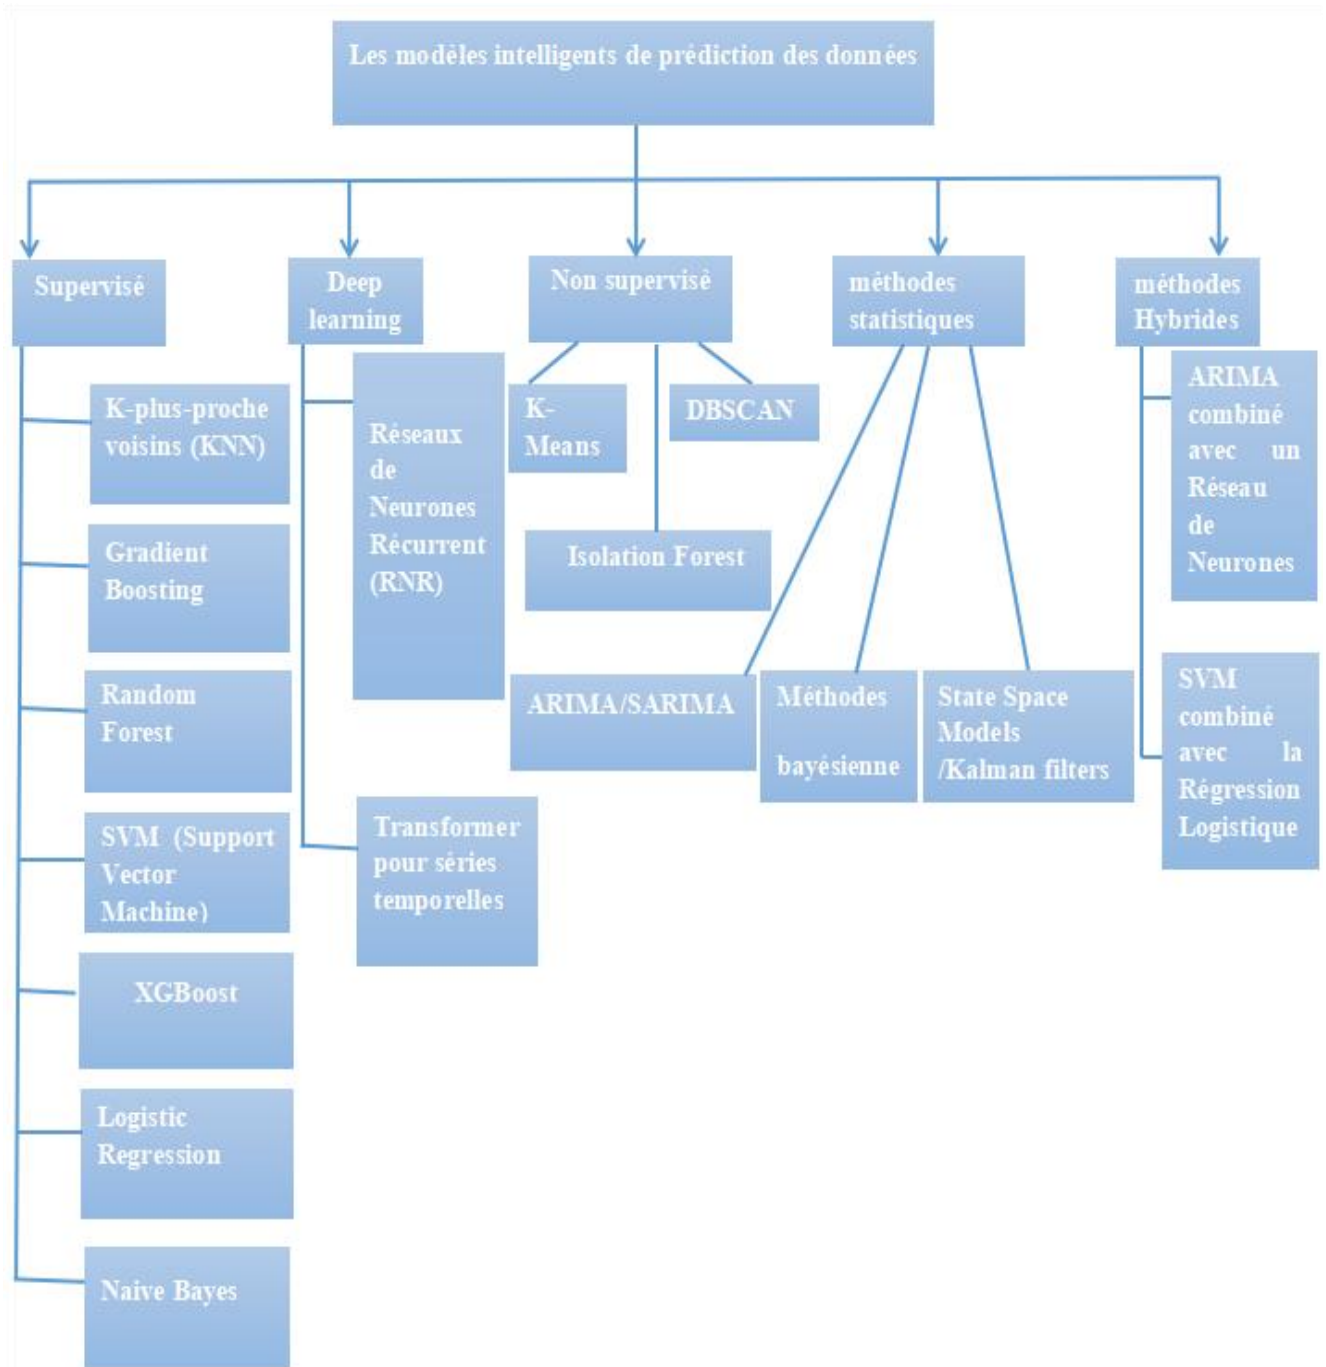 Les modèles intelligents de prédiction des données
Supervisé
Deep
learning
Non supervisé
méthodes
statistiques
méthodes
Hybrides
K-plus-proche
voisins (KNN)
Gradient
Boosting
Random
Forest
SVM (Support
Vector
Machine)
XGBoost
Logistic
Regression
Naive Bayes
Réseaux
de
Neurones
Récurrent
(RNR)
Transformer
pour séries
temporelles
K-
Means
Isolation Forest
DBSCAN
ARIMA/SARIMA
Méthodes
bayésienne
State Space
Models
/Kalman filters
ARIMA
combiné
avec un
Réseau
de
Neurones
SVM
combiné
avec la
Régression
Logistique